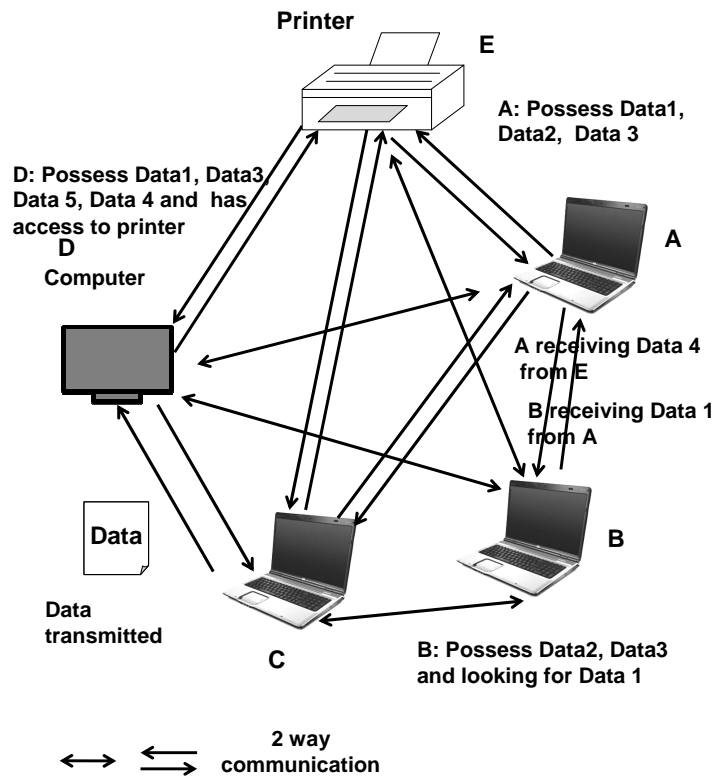 Printer
E
A: Possess Data1,
Data2, Data 3
D: Possess Data1, Data3,
Data 5, Data 4 and has
access to printer
D
Computer
A
A receiving Data 4
from E
B receiving Data 1
from A
Data
B
Data
transmitted
C
B: Possess Data2, Data3
and looking for Data 1
2 way
communication